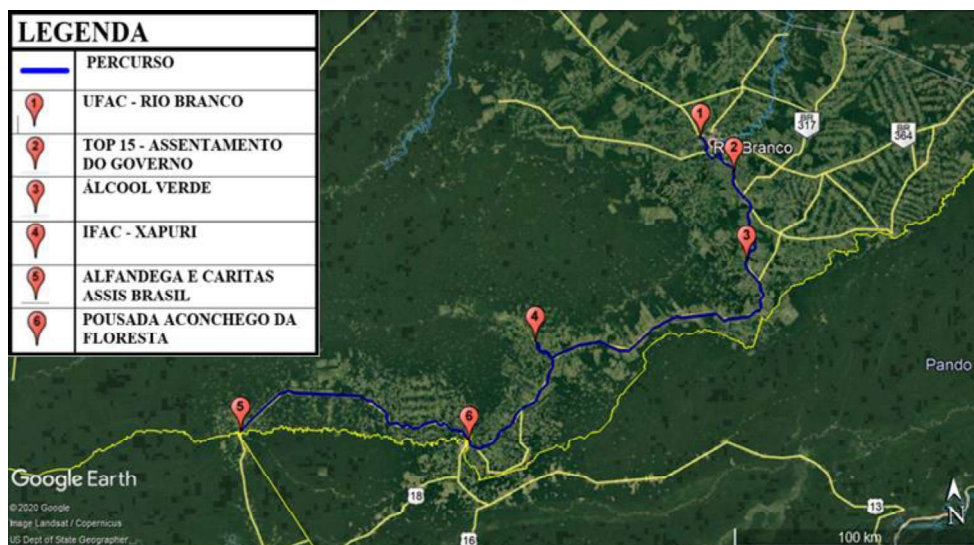 LEGENDA
PERCURSO
1
UFAC - RIO BRANCO
2
TOP 15 - ASSENTAMENTO
DO GOVERNO
3
ÁLCOOL VERDE
4
IFAC - XAPURI
5
ALFANDEGA E CARITAS
ASSIS BRASIL
6
POUSADA ACONCHEGO DA
FLORESTA
1
BR
317
BR
364
2
Branco
3
4
Pando
5
6
18
13
16
Google Earth
© 2020 Google
Image Landsat / Copernicus
US Dept of State Geographer
100 km
N